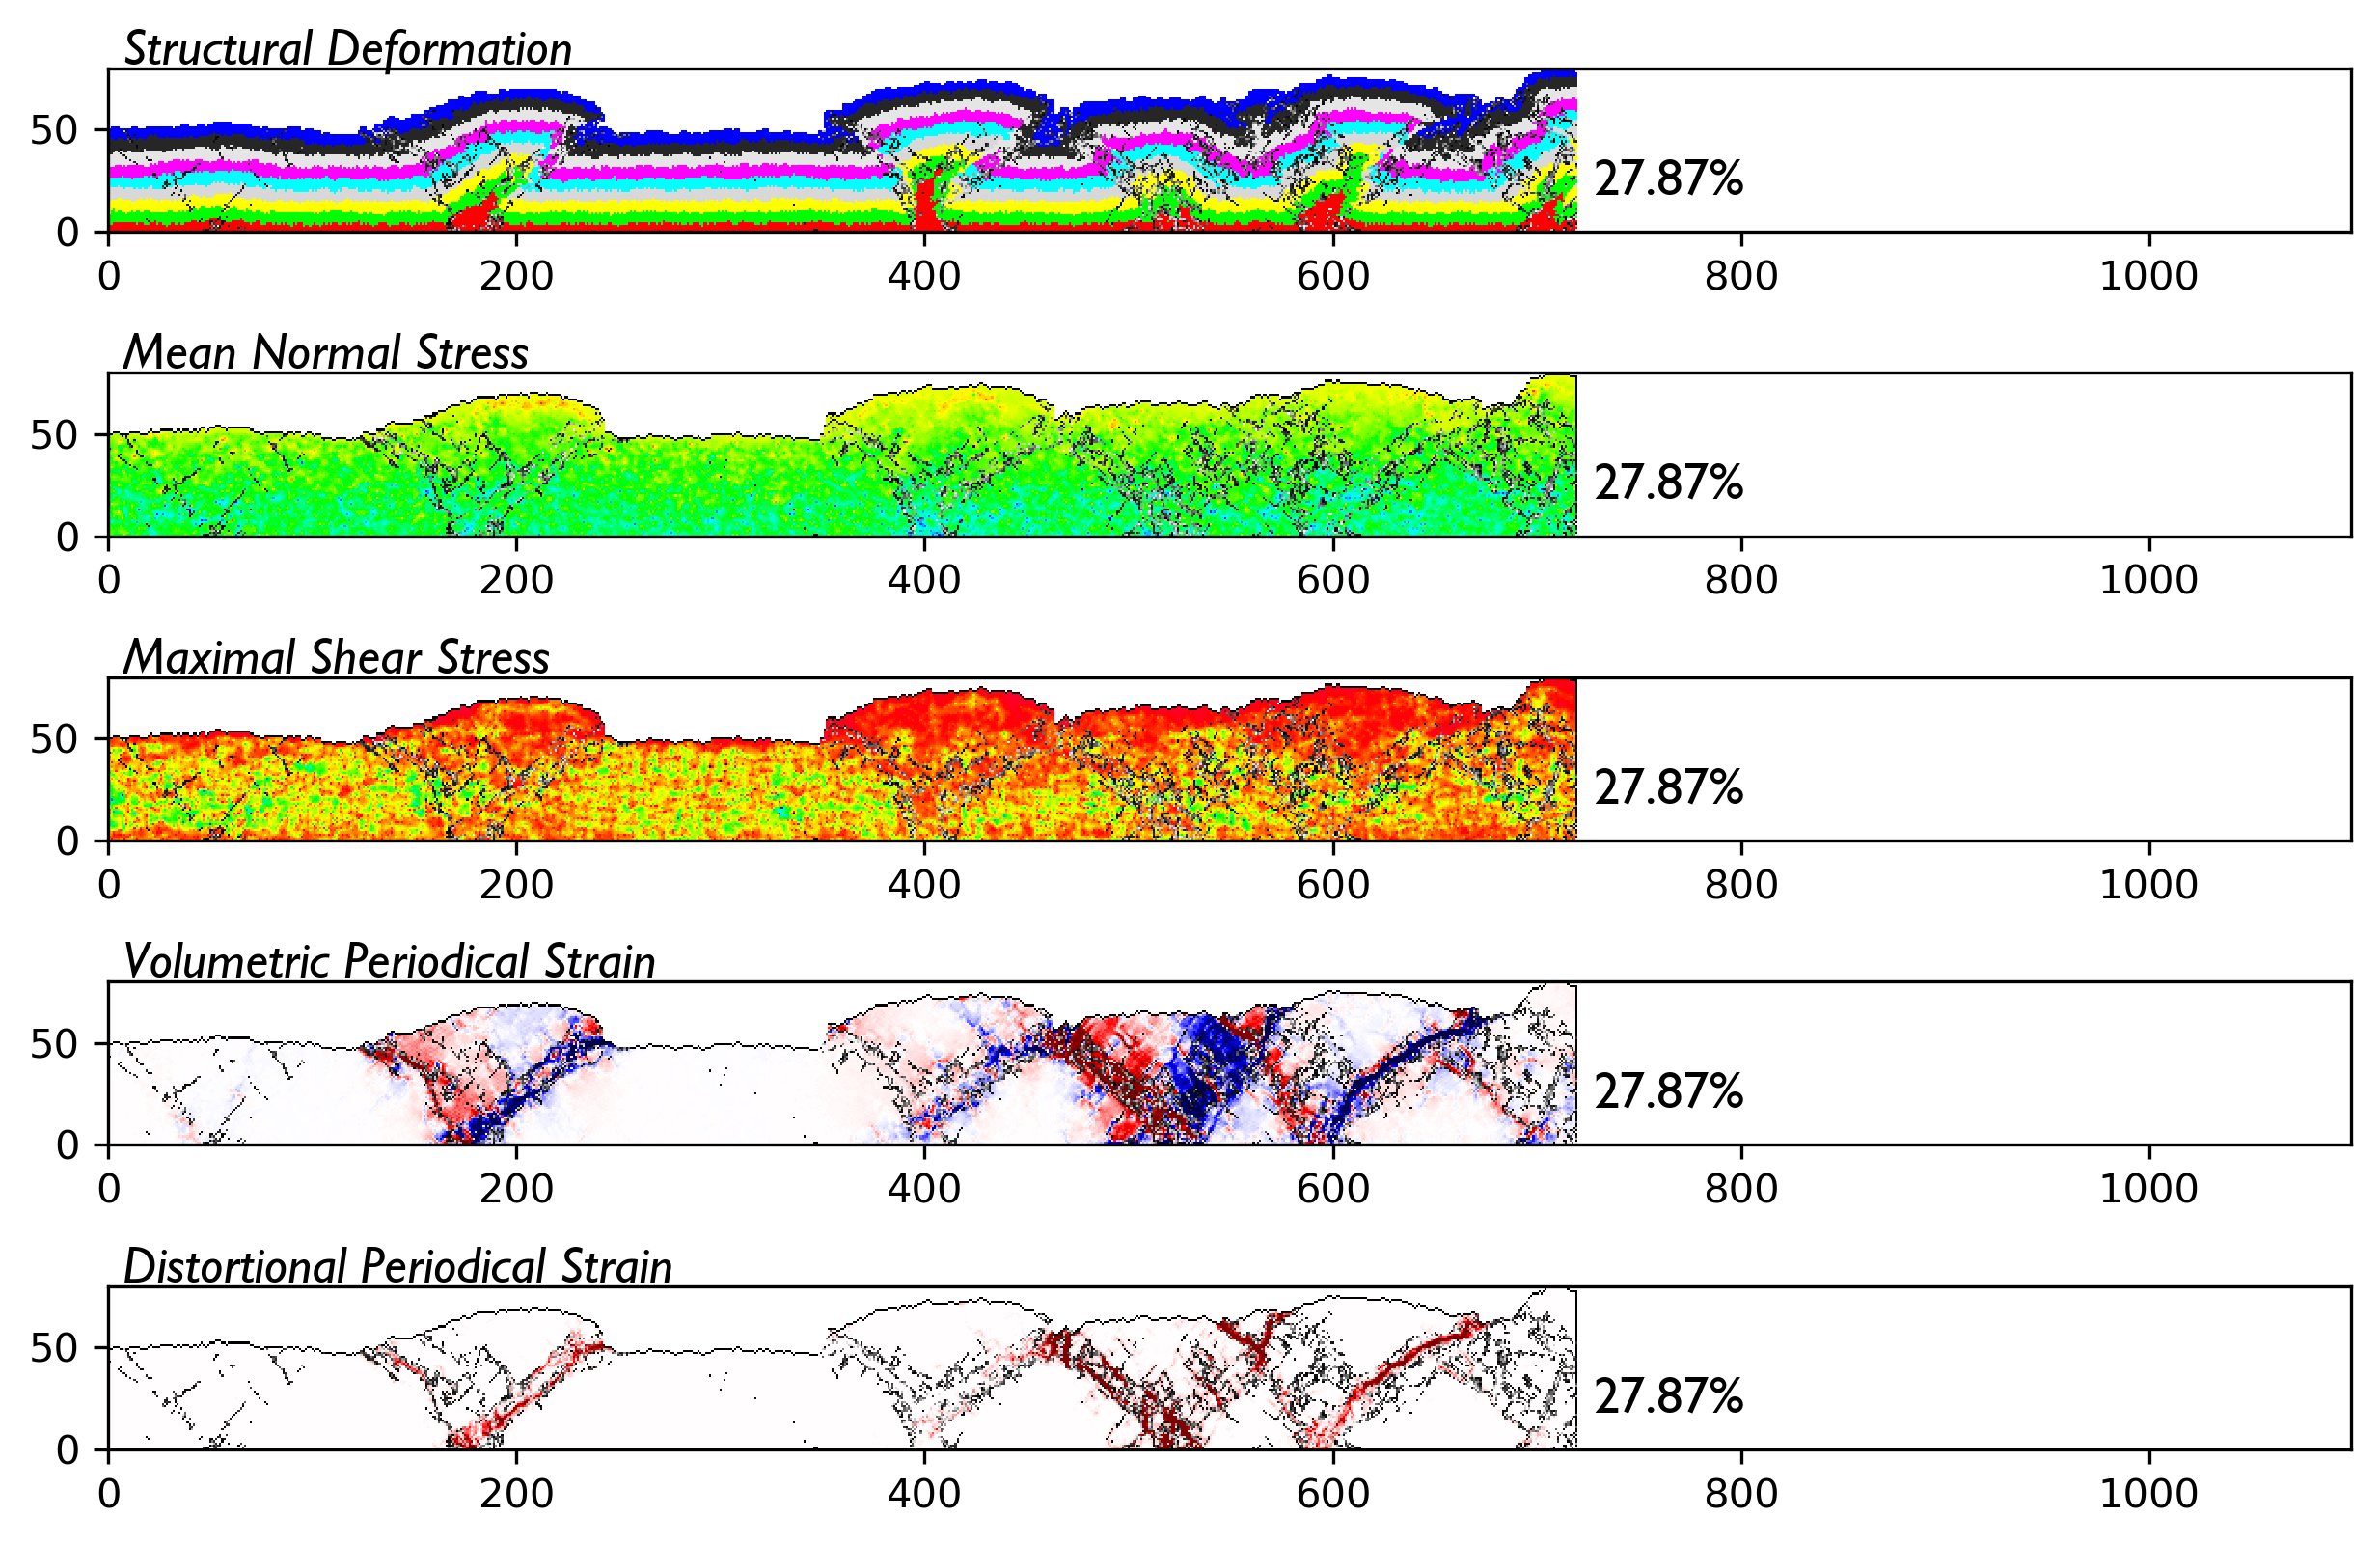 Structural Deformation
50
27.87%
0
0 200 400 600 800 1000
Mean Normal Stress
50
27.87%
0
0 200 400 600 800 1000
Maximal Shear Stress
50
27.87%
0
0 200 400 600 800 1000
Volumetric Periodical Strain
50
27.87%
0
0 200 400 600 800 1000
Distortional Periodical Strain
50
27.87%
0
0 200 400 600 800 1000